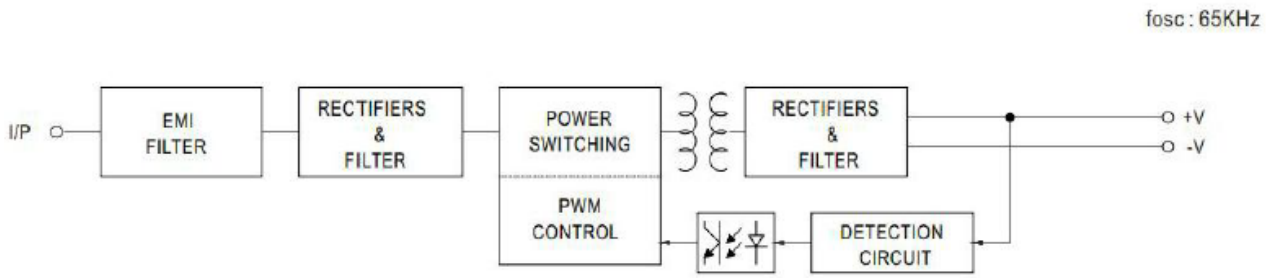 fosc : 65KHz
I/P
EMI
FILTER
RECTIFIERS
&
FILTER
POWER
SWITCHING
PWM
CONTROL
RECTIFIERS
&
FILTER
+V
-V
DETECTION
CIRCUIT